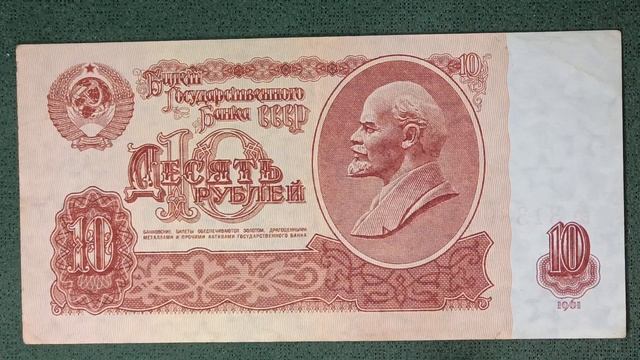 Билет
Государственного
Банка СССР
10
10
Десять
рублей
БАНКОВСКИЕ БИЛЕТЫ ОБЕСПЕЧИВАЮТСЯ ЗОЛОТОМ, ДРАГОЦЕННЫМИ
МЕТАЛЛАМИ И ПРОЧИМИ АКТИВАМИ ГОСУДАРСТВЕННОГО БАНКА
10
10
1961